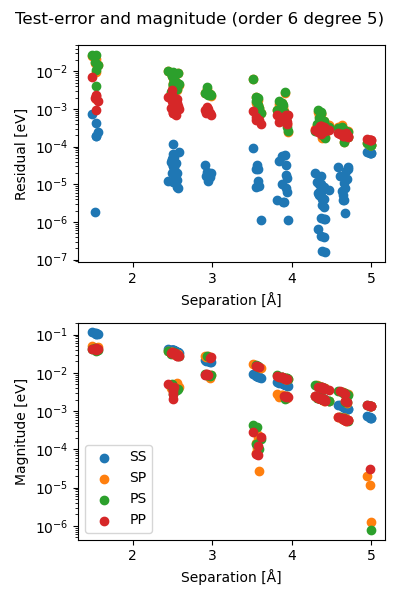 Test-error and magnitude (order 6 degree 5)
10⁻²
10⁻³
10⁻⁴
10⁻⁵
10⁻⁶
10⁻⁷
Residual [eV]
2 3 4 5
Separation [Å]
10⁻¹
10⁻²
10⁻³
10⁻⁴
10⁻⁵
10⁻⁶
Magnitude [eV]
SS
SP
PS
PP
2 3 4 5
Separation [Å]